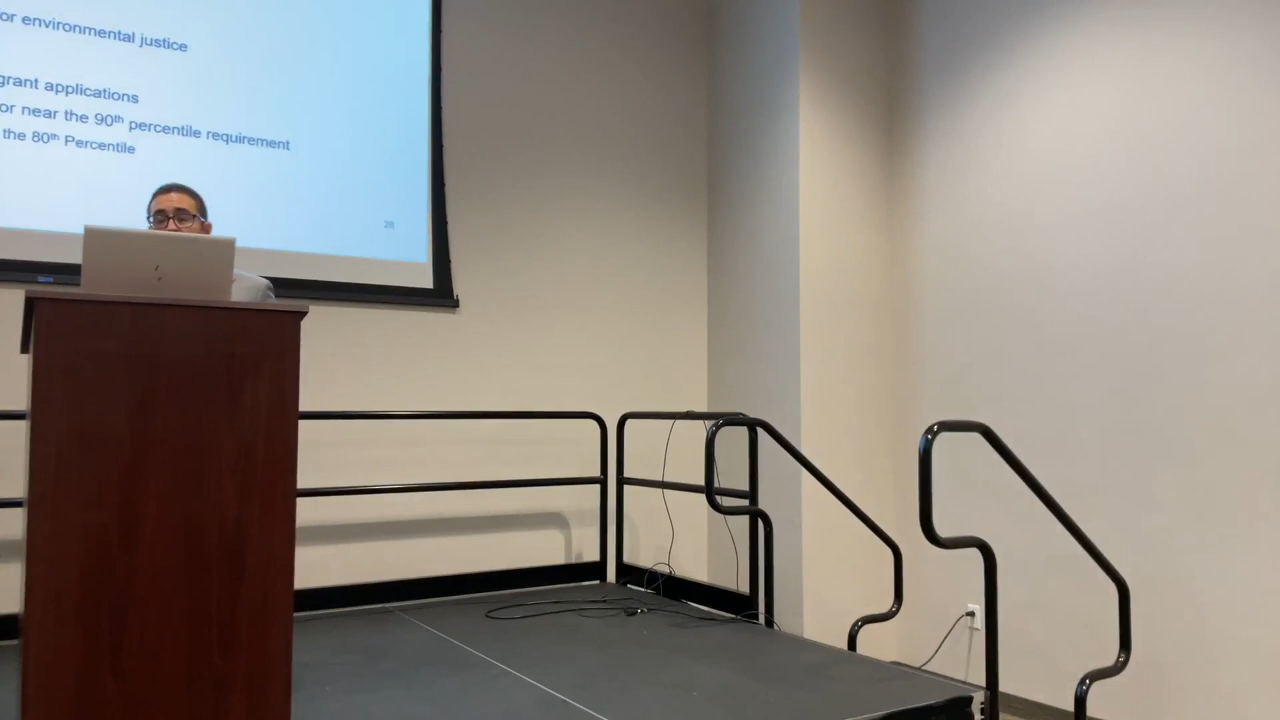 or environmental justice
grant applications
or near the 90th percentile requirement
the 80th Percentile
28